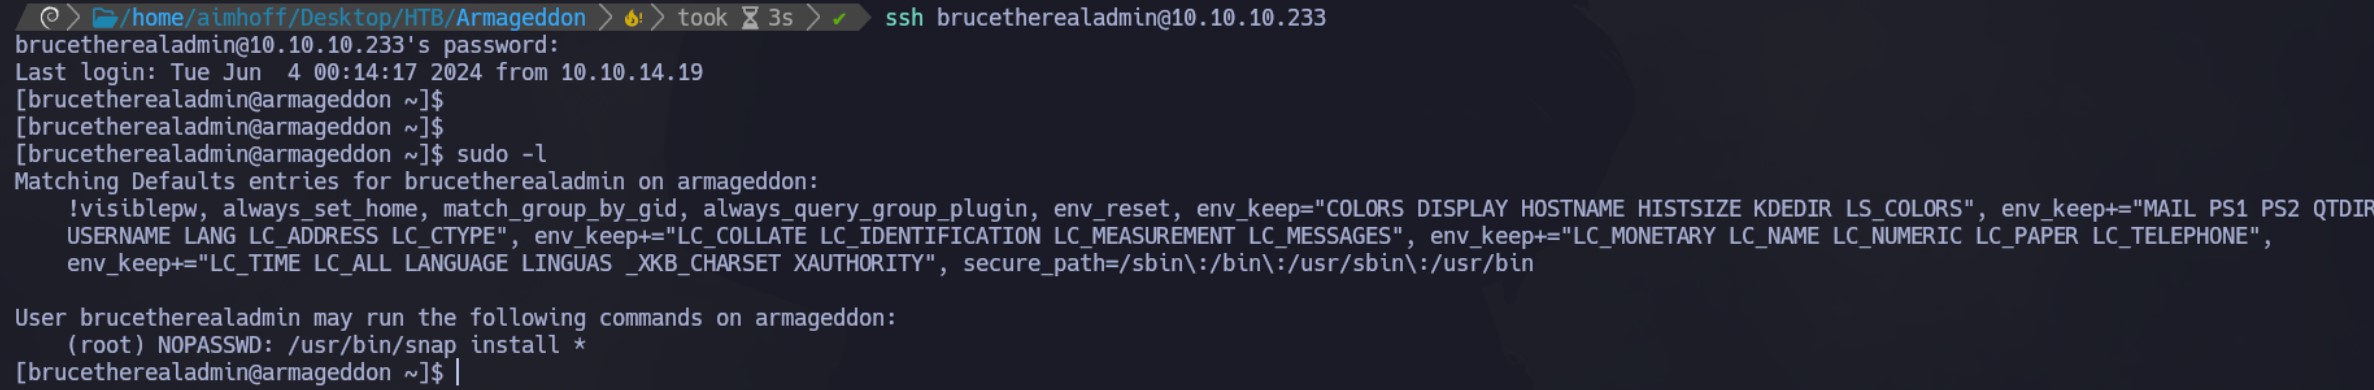 /home/aimhoff/Desktop/HTB/Armageddon took 3s ✔ ssh brucetherealadmin@10.10.10.233
brucetherealadmin@10.10.10.233's password:
Last login: Tue Jun  4 00:14:17 2024 from 10.10.14.19
[brucetherealadmin@armageddon ~]$
[brucetherealadmin@armageddon ~]$
[brucetherealadmin@armageddon ~]$ sudo -l
Matching Defaults entries for brucetherealadmin on armageddon:
    !visiblepw, always_set_home, match_group_by_gid, always_query_group_plugin, env_reset, env_keep="COLORS DISPLAY HOSTNAME HISTSIZE KDEDIR LS_COLORS", env_keep+="MAIL PS1 PS2 QTDIR
    USERNAME LANG LC_ADDRESS LC_CTYPE", env_keep+="LC_COLLATE LC_IDENTIFICATION LC_MEASUREMENT LC_MESSAGES", env_keep+="LC_MONETARY LC_NAME LC_NUMERIC LC_PAPER LC_TELEPHONE",
    env_keep+="LC_TIME LC_ALL LANGUAGE LINGUAS _XKB_CHARSET XAUTHORITY", secure_path=/sbin\:/bin\:/usr/sbin\:/usr/bin
User brucetherealadmin may run the following commands on armageddon:
    (root) NOPASSWD: /usr/bin/snap install *
[brucetherealadmin@armageddon ~]$